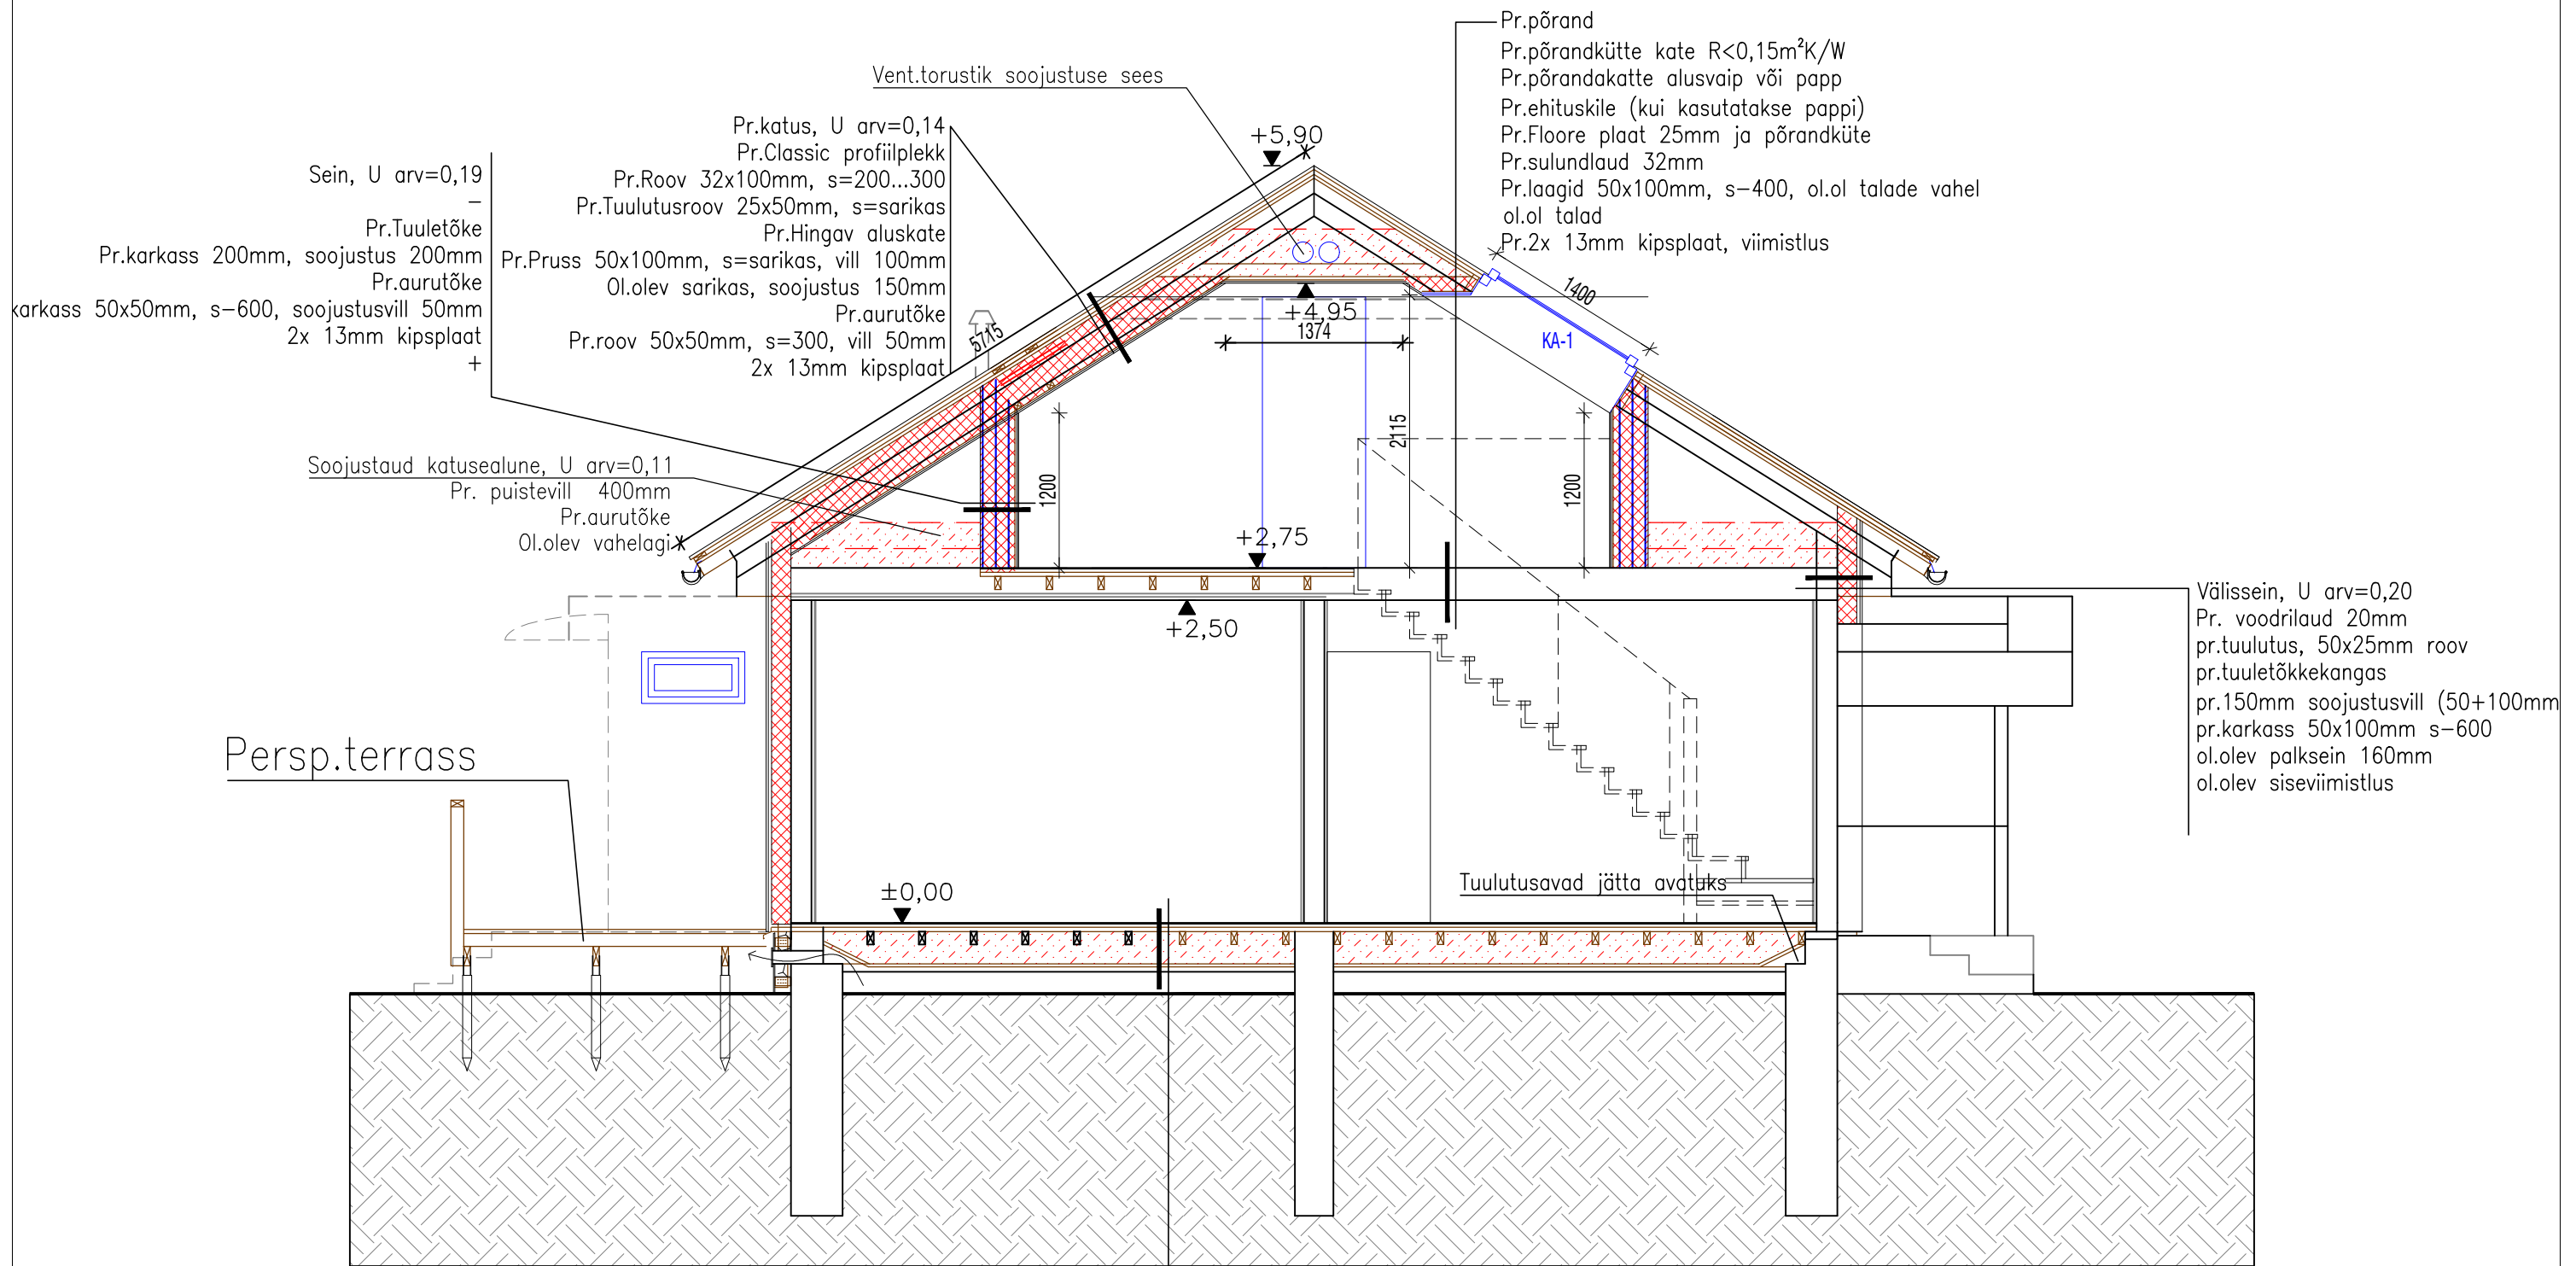 Pr.põrand
Pr.põrandkütte kate R<0,15m²K/W
Pr.põrandakatte alusvaip või papp
Pr.ehituskile (kui kasutatakse pappi)
Pr.Floore plaat 25mm ja põrandküte
Pr.sulundlaud 32mm
Pr.laagid 50x100mm, s-400, ol.ol talade vahel
ol.ol talad
Pr.2x 13mm kipsplaat, viimistlus
Vent.torustik soojustuse sees
Pr.katus, U arv=0,14
Pr.Classic profiilplekk
Pr.Roov 32x100mm, s=200...300
Pr.Tuulutusroov 25x50mm, s=sarikas
Pr.Hingav aluskate
Pr.Pruss 50x100mm, s=sarikas, vill 100mm
Ol.olev sarikas, soojustus 150mm
Pr.aurutõke
Pr.roov 50x50mm, s=300, vill 50mm
2x 13mm kipsplaat
Sein, U arv=0,19
-
Pr.Tuuletõke
Pr.karkass 200mm, soojustus 200mm
Pr.aurutõke
karkass 50x50mm, s-600, soojustusvill 50mm
2x 13mm kipsplaat
+
Soojustaud katusealune, U arv=0,11
Pr. puistevill 400mm
Pr.aurutõke
Ol.olev vahelagi
+5,90
5715
+4,95
1374
1400
KA-1
2115
1200
1200
+2,75
+2,50
Välissein, U arv=0,20
Pr. voodrilaud 20mm
pr.tuulutus, 50x25mm roov
pr.tuuletõkkekangas
pr.150mm soojustusvill (50+100mm
pr.karkass 50x100mm s-600
ol.olev palksein 160mm
ol.olev siseviimistlus
Persp.terrass
±0,00
Tuulutusavad jätta avatuks